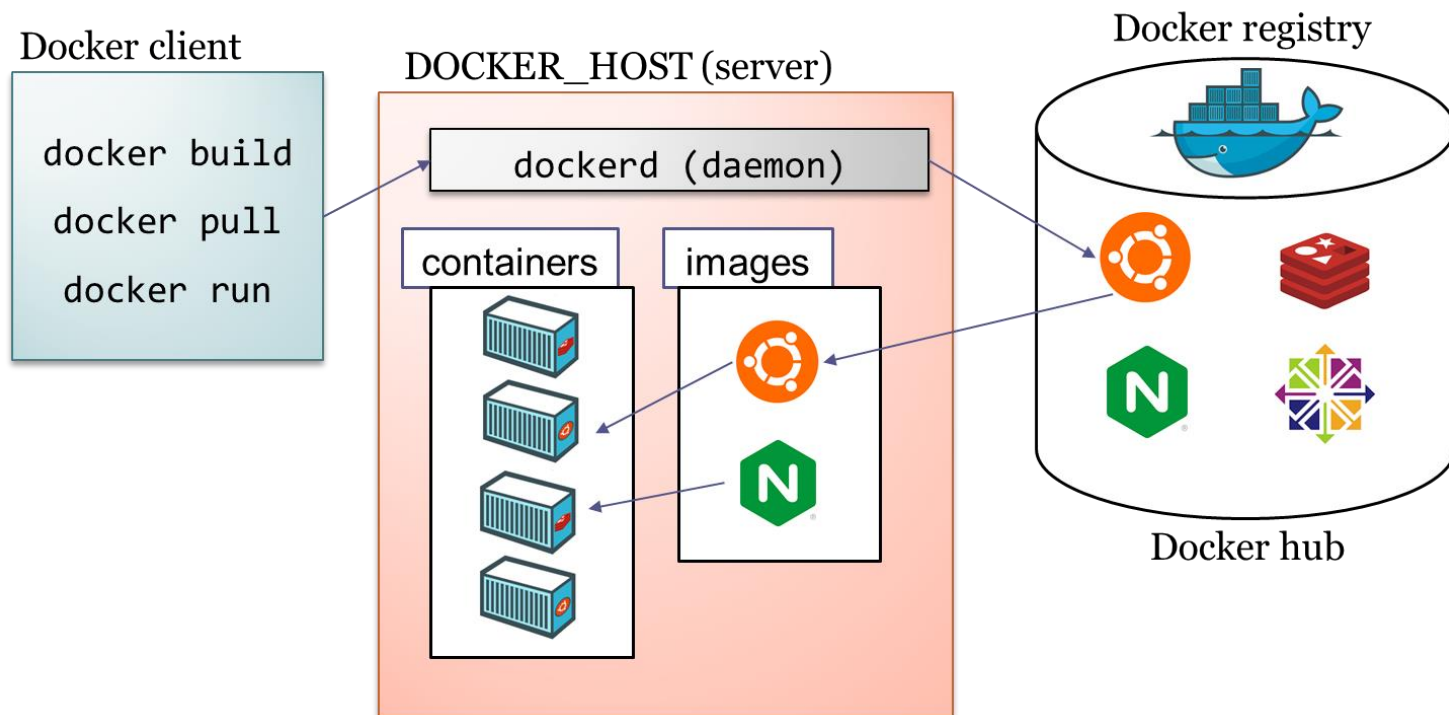 Docker client
docker build
docker pull
docker run
DOCKER_HOST (server)
dockerd (daemon)
containers
images
N
Docker registry
N
Docker hub